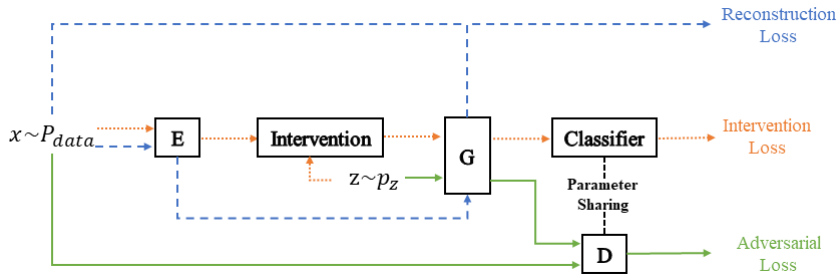 Reconstruction
Loss
x~P_data
E
Intervention
G
Classifier
Intervention
Loss
z~p_z
Parameter
Sharing
D
Adversarial
Loss